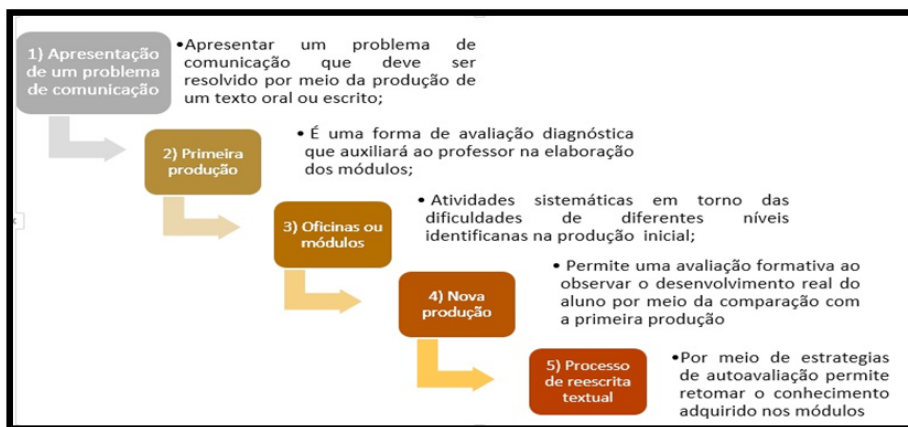 1) Apresentação
de um problema
de comunicação
•Apresentar um problema de
comunicação que deve ser
resolvido por meio da produção de
um texto oral ou escrito;
2) Primeira
produção
• É uma forma de avaliação diagnóstica
que auxiliará ao professor na elaboração
dos módulos;
3) Oficinas ou
módulos
• Atividades sistemáticas em torno das
dificuldades de diferentes níveis
identificanas na produção inicial;
4) Nova
produção
• Permite uma avaliação formativa ao
observar o desenvolvimento real do
aluno por meio da comparação com
a primeira produção
5) Processo
de reescrita
textual
•Por meio de estrategias
de autoavaliação permite
retomar o conhecimento
adquirido nos módulos